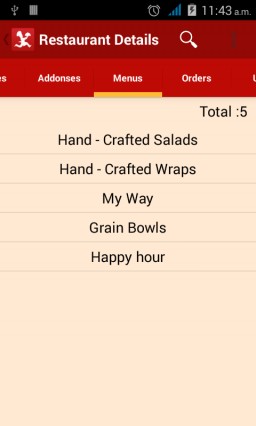 11:43 a.m.
Restaurant Details
es Addonses Menus Orders
Total :5
Hand - Crafted Salads
Hand - Crafted Wraps
My Way
Grain Bowls
Happy hour